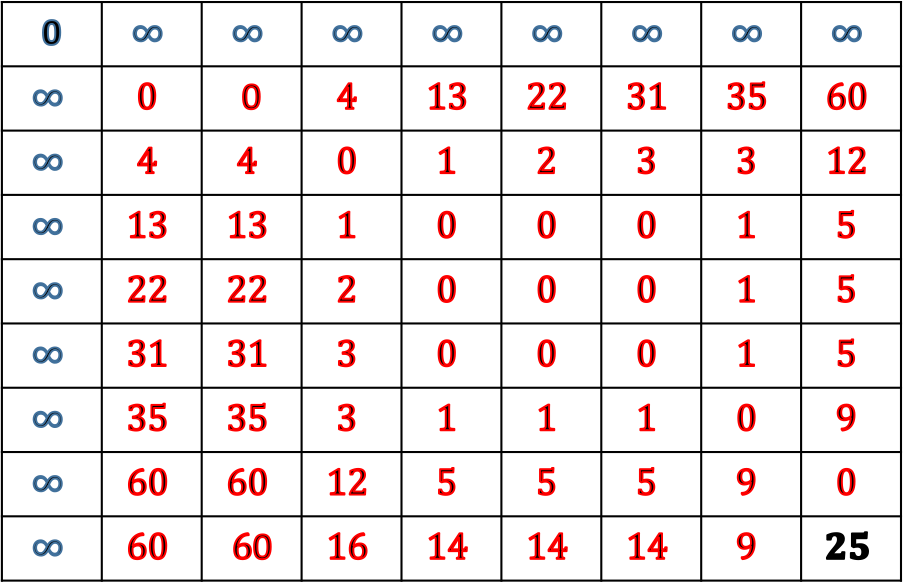 0 ∞ ∞ ∞ ∞ ∞ ∞ ∞ ∞
∞ 0 0 4 13 22 31 35 60
∞ 4 4 0 1 2 3 3 12
∞ 13 13 1 0 0 0 1 5
∞ 22 22 2 0 0 0 1 5
∞ 31 31 3 0 0 0 1 5
∞ 35 35 3 1 1 1 0 9
∞ 60 60 12 5 5 5 9 0
∞ 60 60 16 14 14 14 9 25